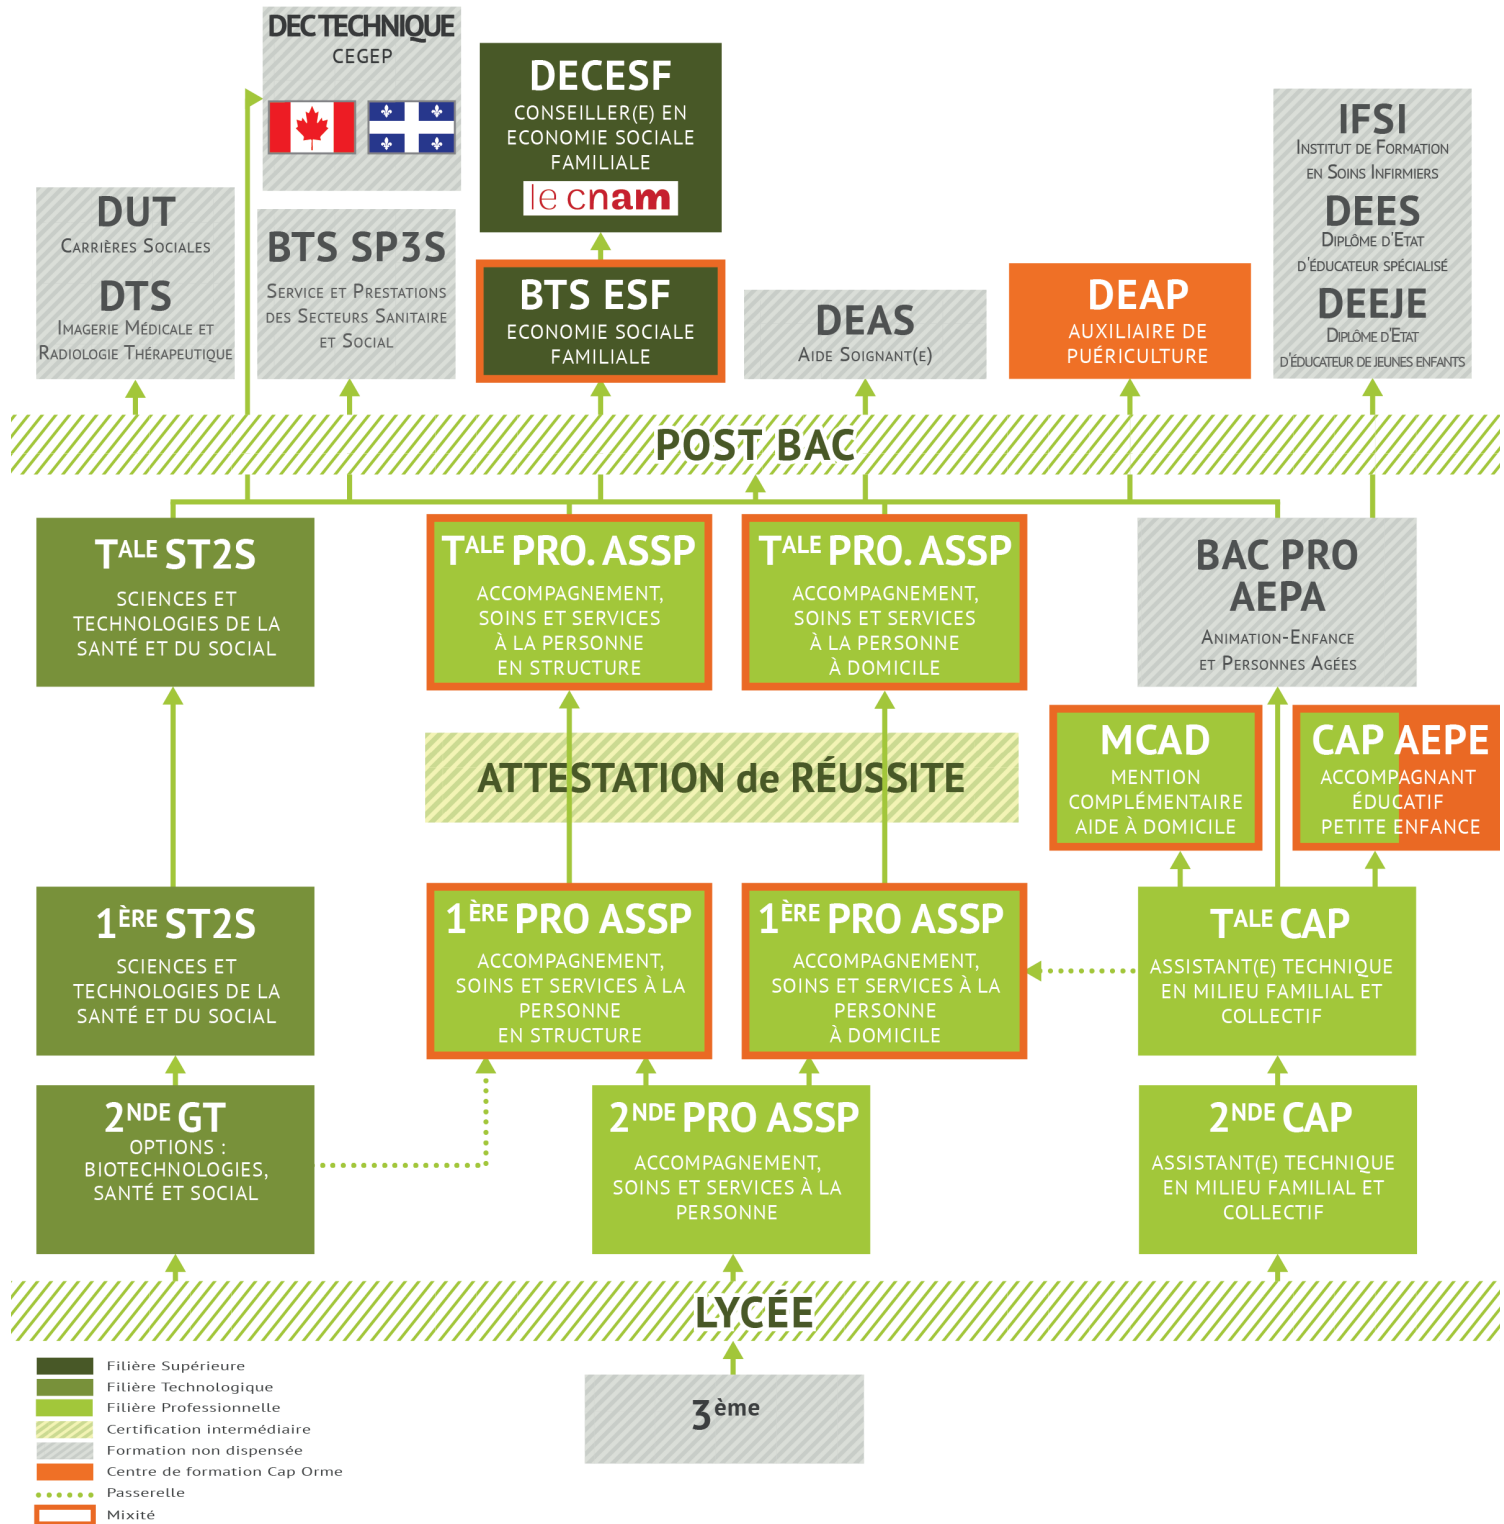 DEC TECHNIQUE
CEGEP
DECESF
CONSEILLER(E) EN
ECONOMIE SOCIALE
FAMILIALE
le cnam
IFSI
Institut de Formation
en Soins Infirmiers
DEES
Diplôme d'Etat
d'éducateur spécialisé
DEEJE
Diplôme d'Etat
d'éducateur de jeunes enfants
DUT
Carrières Sociales
DTS
Imagerie Médicale et
Radiologie Thérapeutique
BTS SP3S
Service et Prestations
des Secteurs Sanitaire
et Social
BTS ESF
ECONOMIE SOCIALE
FAMILIALE
DEAS
Aide Soignant(e)
DEAP
AUXILIAIRE DE
PUÉRICULTURE
POST BAC
TALE ST2S
SCIENCES ET
TECHNOLOGIES DE LA
SANTÉ ET DU SOCIAL
TALE PRO. ASSP
ACCOMPAGNEMENT,
SOINS ET SERVICES
À LA PERSONNE
EN STRUCTURE
TALE PRO. ASSP
ACCOMPAGNEMENT,
SOINS ET SERVICES
À LA PERSONNE
À DOMICILE
BAC PRO
AEPA
Animation-Enfance
et Personnes Agées
ATTESTATION de RÉUSSITE
MCAD
MENTION
COMPLÉMENTAIRE
AIDE À DOMICILE
CAP AEPE
ACCOMPAGNANT
ÉDUCATIF
PETITE ENFANCE
1ÈRE ST2S
SCIENCES ET
TECHNOLOGIES DE LA
SANTÉ ET DU SOCIAL
1ÈRE PRO ASSP
ACCOMPAGNEMENT,
SOINS ET SERVICES À LA
PERSONNE
EN STRUCTURE
1ÈRE PRO ASSP
ACCOMPAGNEMENT,
SOINS ET SERVICES À LA
PERSONNE
À DOMICILE
TALE CAP
ASSISTANT(E) TECHNIQUE
EN MILIEU FAMILIAL ET
COLLECTIF
2NDE GT
OPTIONS :
BIOTECHNOLOGIES,
SANTÉ ET SOCIAL
2NDE PRO ASSP
ACCOMPAGNEMENT,
SOINS ET SERVICES À LA
PERSONNE
2NDE CAP
ASSISTANT(E) TECHNIQUE
EN MILIEU FAMILIAL ET
COLLECTIF
LYCÉE
3ème
Filière Supérieure
Filière Technologique
Filière Professionnelle
Certification intermédiaire
Formation non dispensée
Centre de formation Cap Orme
Passerelle
Mixité